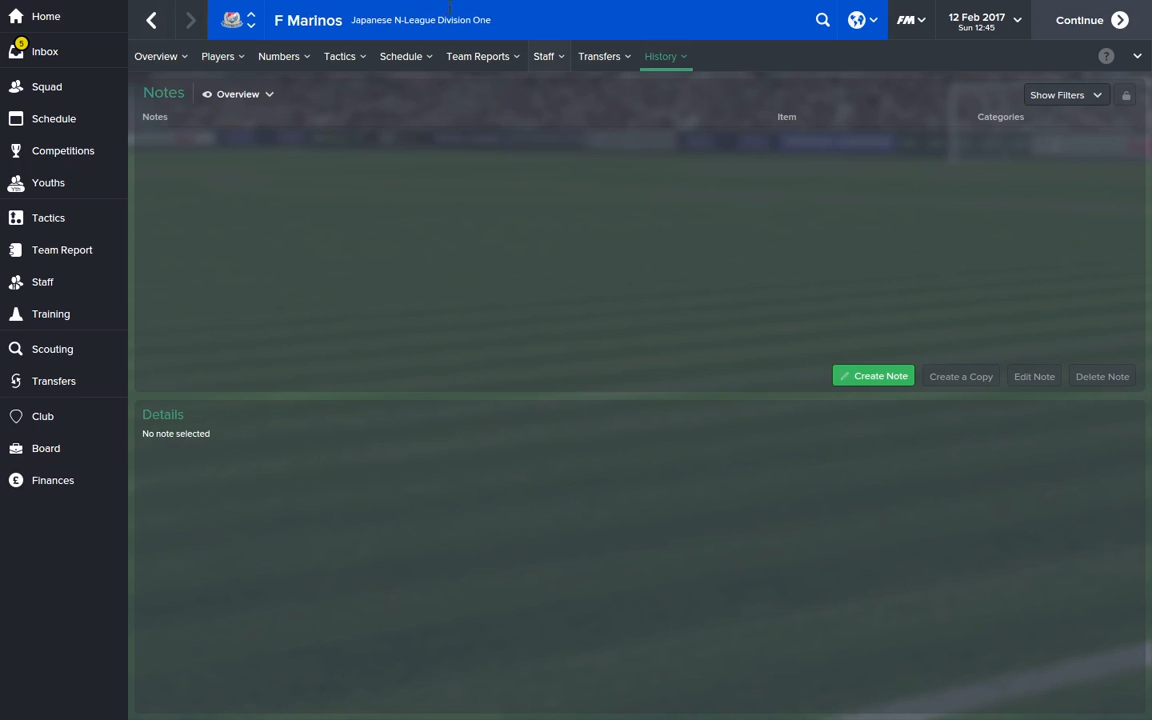 Home
5
Inbox
Squad
Schedule
Competitions
Youths
Tactics
Team Report
Staff
Training
Scouting
Transfers
Club
Board
Finances
F Marinos Japanese N-League Division One
FM
12 Feb 2017
Sun 12:45
Continue
Overview Players Numbers Tactics Schedule Team Reports Staff Transfers History ?
Notes Overview Show Filters
Notes Item Categories
Create Note Create a Copy Edit Note Delete Note
Details
No note selected